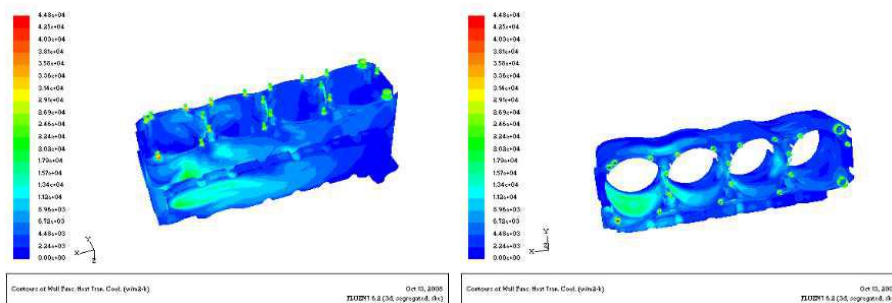 4.48e+04
4.25e+04
4.03e+04
3.81e+04
3.58e+04
3.36e+04
3.14e+04
2.91e+04
2.69e+04
2.46e+04
2.24e+04
2.02e+04
1.79e+04
1.57e+04
1.34e+04
1.12e+04
8.96e+03
6.72e+03
4.48e+03
2.24e+03
0.00e+00
Y
X
Z
Contours of Wall Func. Heat Tran. Coef. (w/m2-k)
Oct 13, 2005
FLUENT 6.2 (3d, segregated, ske)
4.48e+04
4.25e+04
4.03e+04
3.81e+04
3.58e+04
3.36e+04
3.14e+04
2.91e+04
2.69e+04
2.46e+04
2.24e+04
2.02e+04
1.79e+04
1.57e+04
1.34e+04
1.12e+04
8.96e+03
6.72e+03
4.48e+03
2.24e+03
0.00e+00
Y
X
Contours of Wall Func. Heat Tran. Coef. (w/m2-k)
Oct 13, 200
FLUENT 6.2 (3d, segregated, ske)